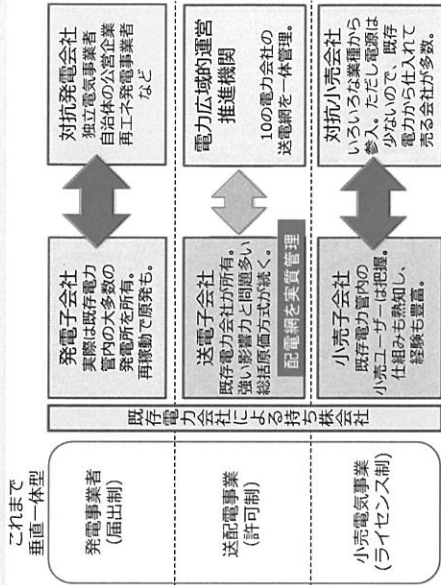 これまで
垂直一体型
発電事業者
(届出制)
送配電事業
(許可制)
小売電気事業
(ライセンス制)
既存電力会社による持ち株会社
発電子会社
実際は既存電力
管内の大多数の
発電所を所有。
再稼動で原発も。
対抗発電会社
独立電気事業者
自治体の公営企業
再エネ発電事業者
など
送電子会社
既存電力会社が所有。
強い影響力と問題多い
総括原価方式が続く。
配電網を実質管理
電力広域的運営
推進機関
10の電力会社の
送電網を一体管理。
小売子会社
既存電力管内の
小売ユーザーは把握。
仕組みも熟知し、
経験も豊富。
対抗小売会社
いろいろな業種から
参入。ただし電源は
少ないので、既存
電力から仕入れて
売る会社が多数。